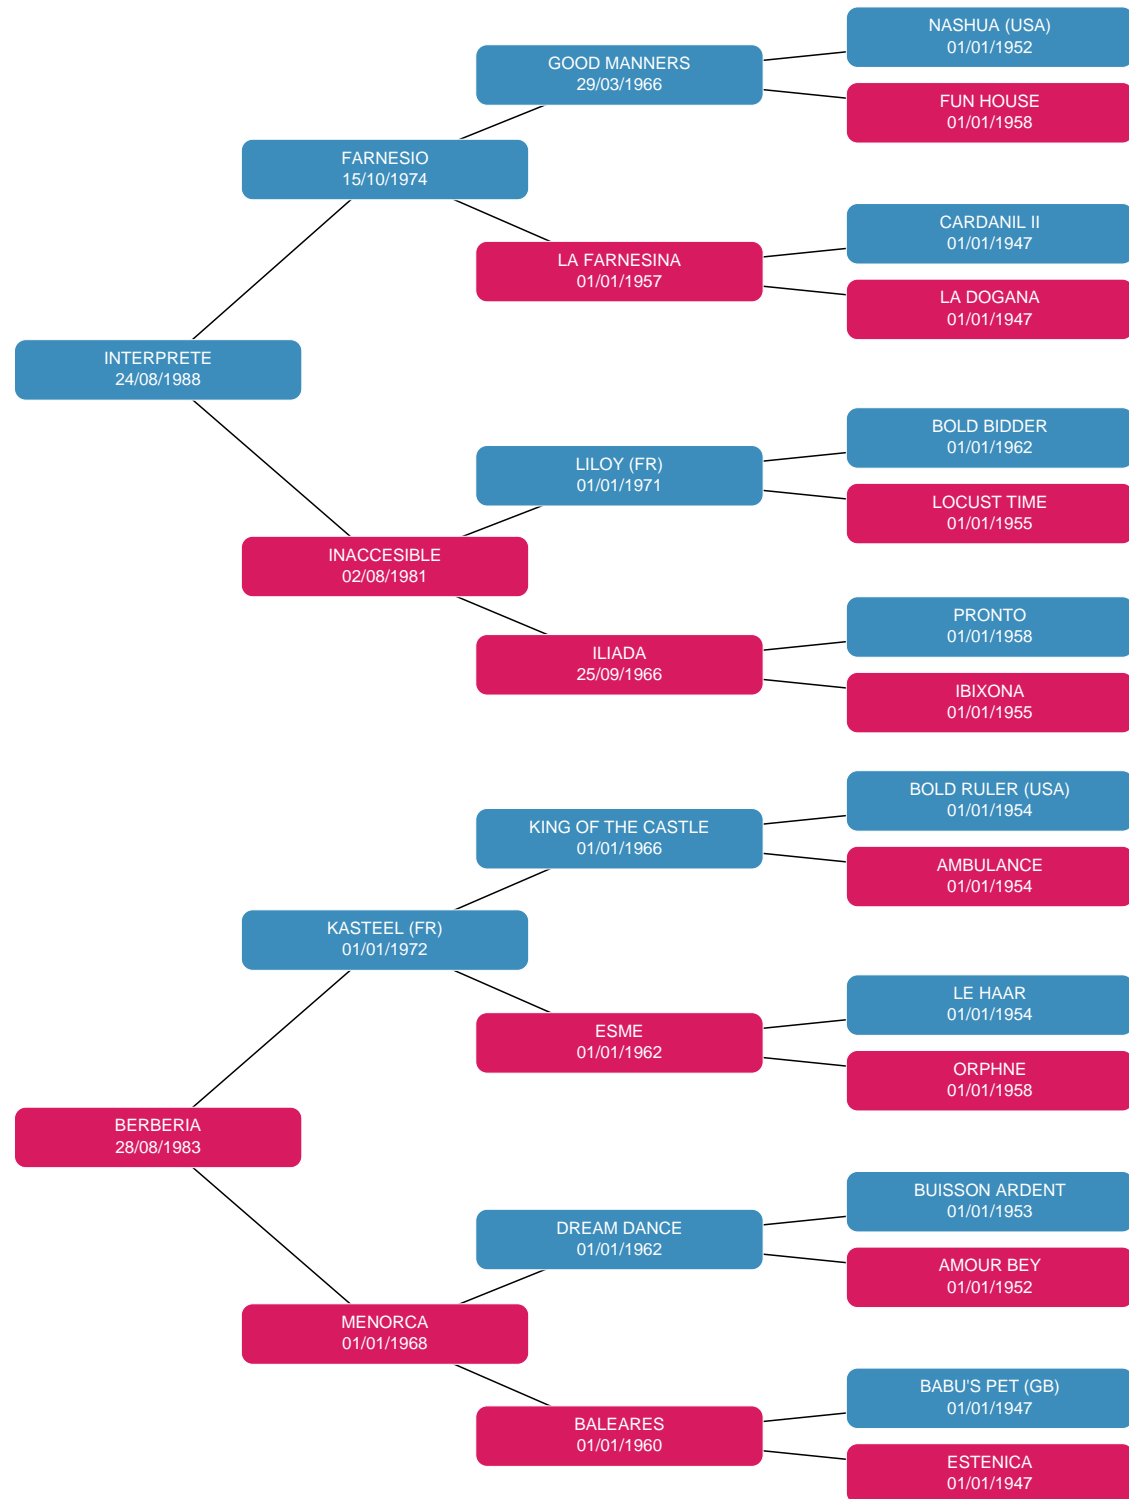 NASHUA (USA)
01/01/1952
GOOD MANNERS
29/03/1966
FUN HOUSE
01/01/1958
FARNESIO
15/10/1974
CARDANIL II
01/01/1947
LA FARNESINA
01/01/1957
LA DOGANA
01/01/1947
INTERPRETE
24/08/1988
BOLD BIDDER
01/01/1962
LILOY (FR)
01/01/1971
LOCUST TIME
01/01/1955
INACCESIBLE
02/08/1981
PRONTO
01/01/1958
ILIADA
25/09/1966
IBIXONA
01/01/1955
BOLD RULER (USA)
01/01/1954
KING OF THE CASTLE
01/01/1966
AMBULANCE
01/01/1954
KASTEEL (FR)
01/01/1972
LE HAAR
01/01/1954
ESME
01/01/1962
ORPHNE
01/01/1958
BERBERIA
28/08/1983
BUISSON ARDENT
01/01/1953
DREAM DANCE
01/01/1962
AMOUR BEY
01/01/1952
MENORCA
01/01/1968
BABU'S PET (GB)
01/01/1947
BALEARES
01/01/1960
ESTENICA
01/01/1947